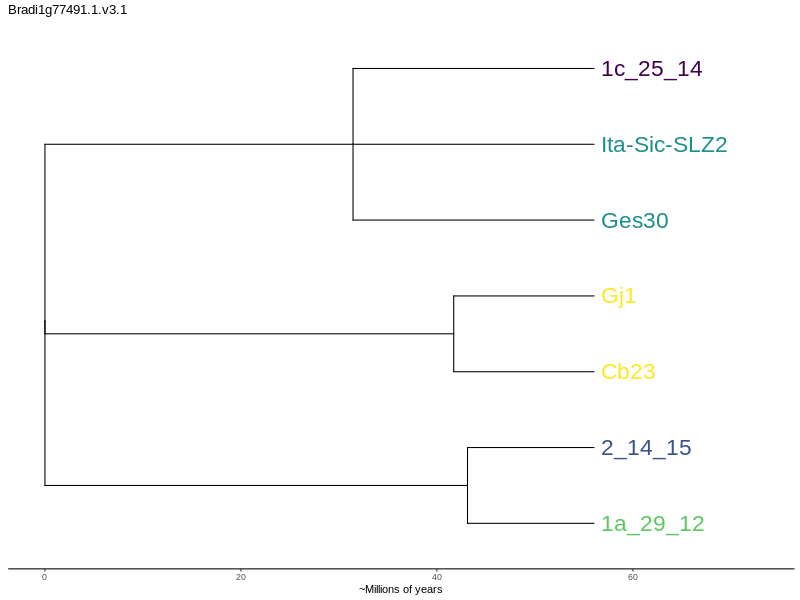 Bradi1g77491.1.v3.1
1c_25_14
Ita-Sic-SLZ2
Ges30
Gj1
Cb23
2_14_15
1a_29_12
0 20 40 60
~Millions of years